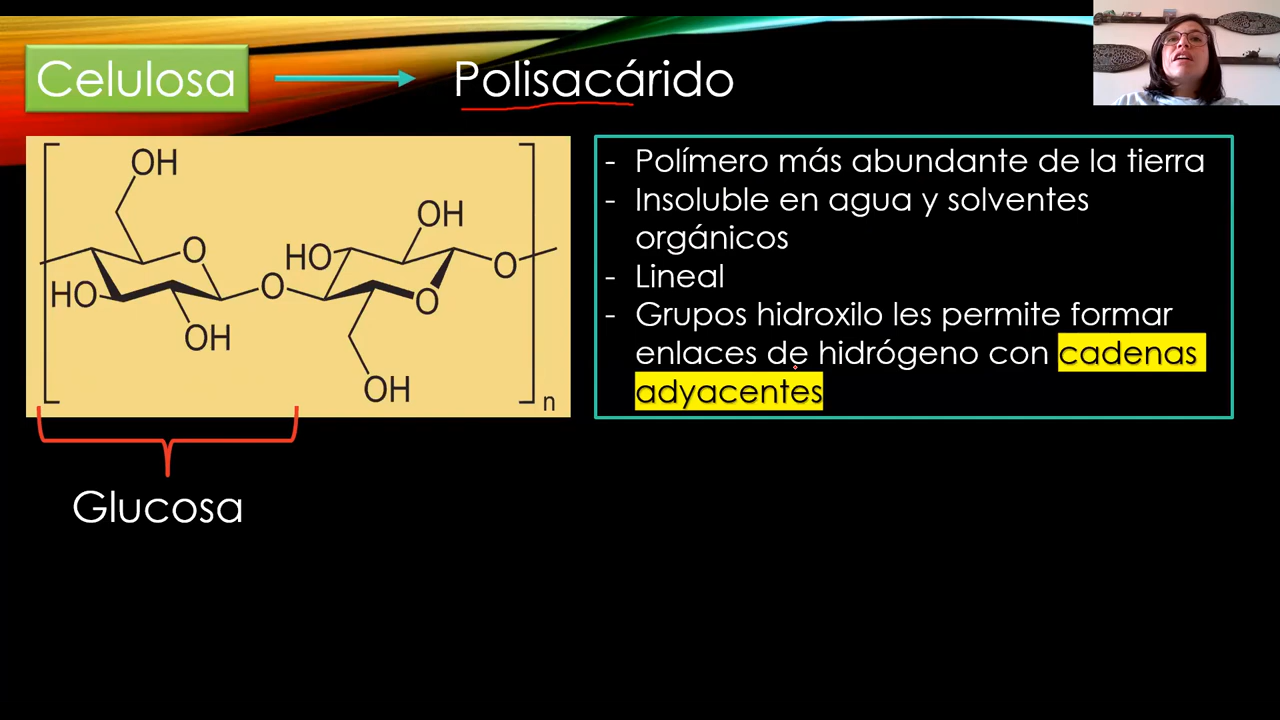 Celulosa
Polisacárido
OH
O
HO
OH
O
HO
OH
O
O
OH
n
- Polímero más abundante de la tierra
- Insoluble en agua y solventes
orgánicos
- Lineal
- Grupos hidroxilo les permite formar
enlaces de hidrógeno con cadenas
adyacentes
Glucosa